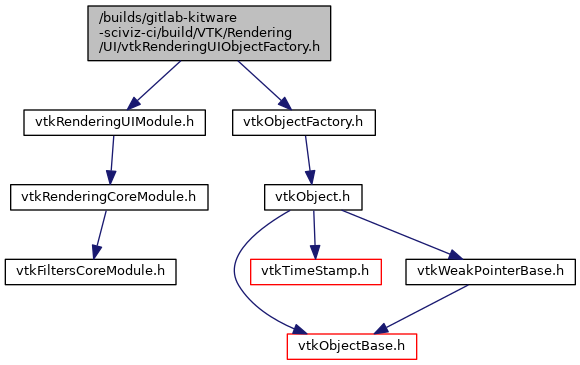 /builds/gitlab-kitware
-sciviz-ci/build/VTK/Rendering
/UI/vtkRenderingUIObjectFactory.h
vtkRenderingUIModule.h
vtkObjectFactory.h
vtkRenderingCoreModule.h
vtkObject.h
vtkFiltersCoreModule.h
vtkTimeStamp.h
vtkWeakPointerBase.h
vtkObjectBase.h